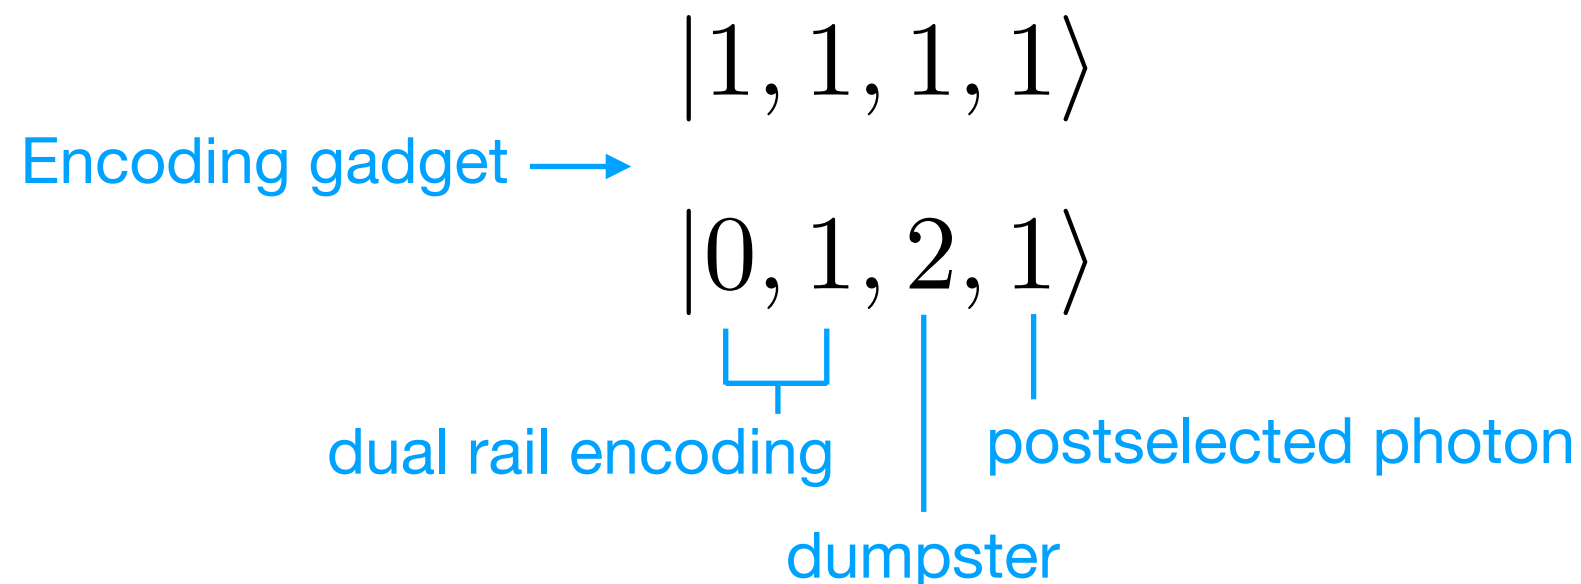 |1, 1, 1, 1⟩
Encoding gadget
|0, 1, 2, 1⟩
dual rail encoding
postselected photon
dumpster